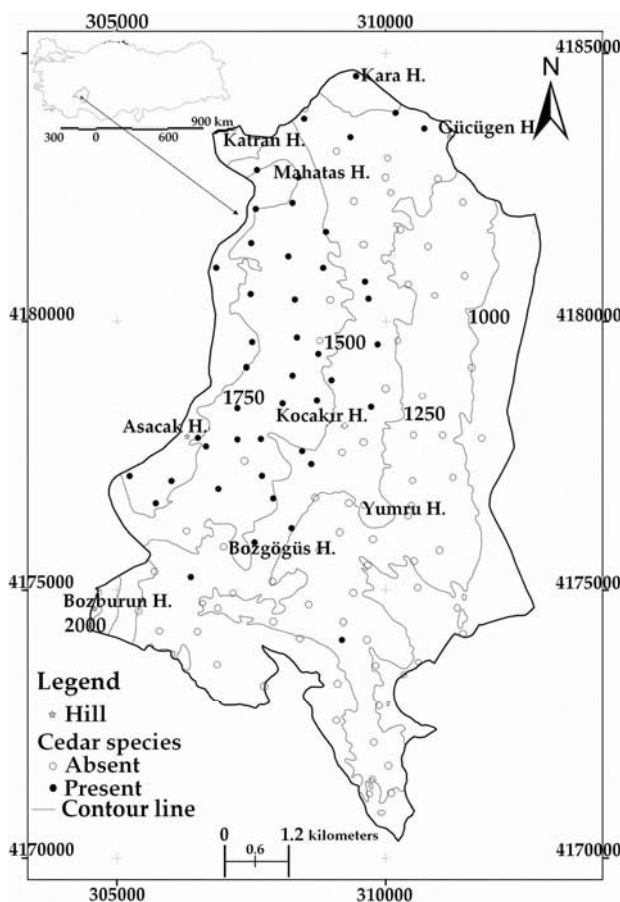 305000 310000
4185000
Kara H.
N
Gücügen H.
900 km
300 0 600
Katran H.
Mahatas H.
4180000 4180000
1000
1500
1750
1250
Kocakır H.
Asacak H.
Yumru H.
Bozgögüs H.
4175000 4175000
Bozburun H.
2000
Legend
Hill
Cedar species
Absent
Present
Contour line
0 1.2 kilometers
0.6
4170000 4170000
305000 310000